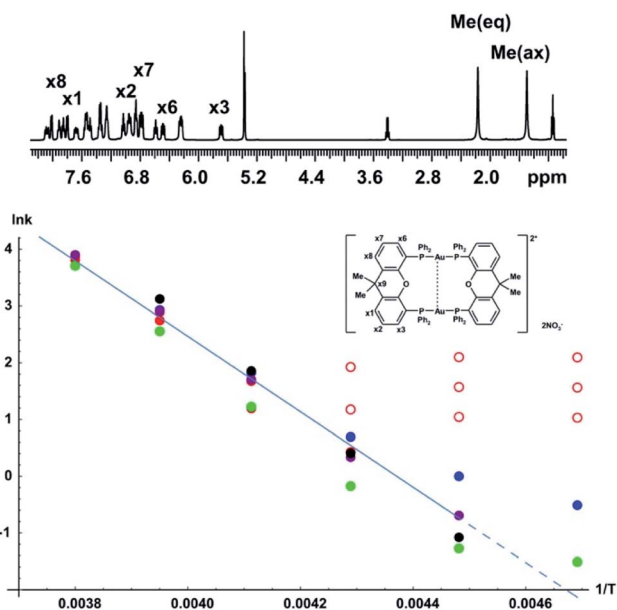 Me(eq)
Me(ax)
x8
x1
x2
x7
x6
x3
7.6 6.8 6.0 5.2 4.4 3.6 2.8 2.0 ppm
lnk
4
3
2
1
0
-1
x7 x6 Ph₂ Ph₂ 2+
x8 P Au P
Me x9 O O Me
Me Me
x1 P Au P
x2 x3 Ph₂ Ph₂ 2NO₃⁻
0.0038 0.0040 0.0042 0.0044 0.0046 1/T